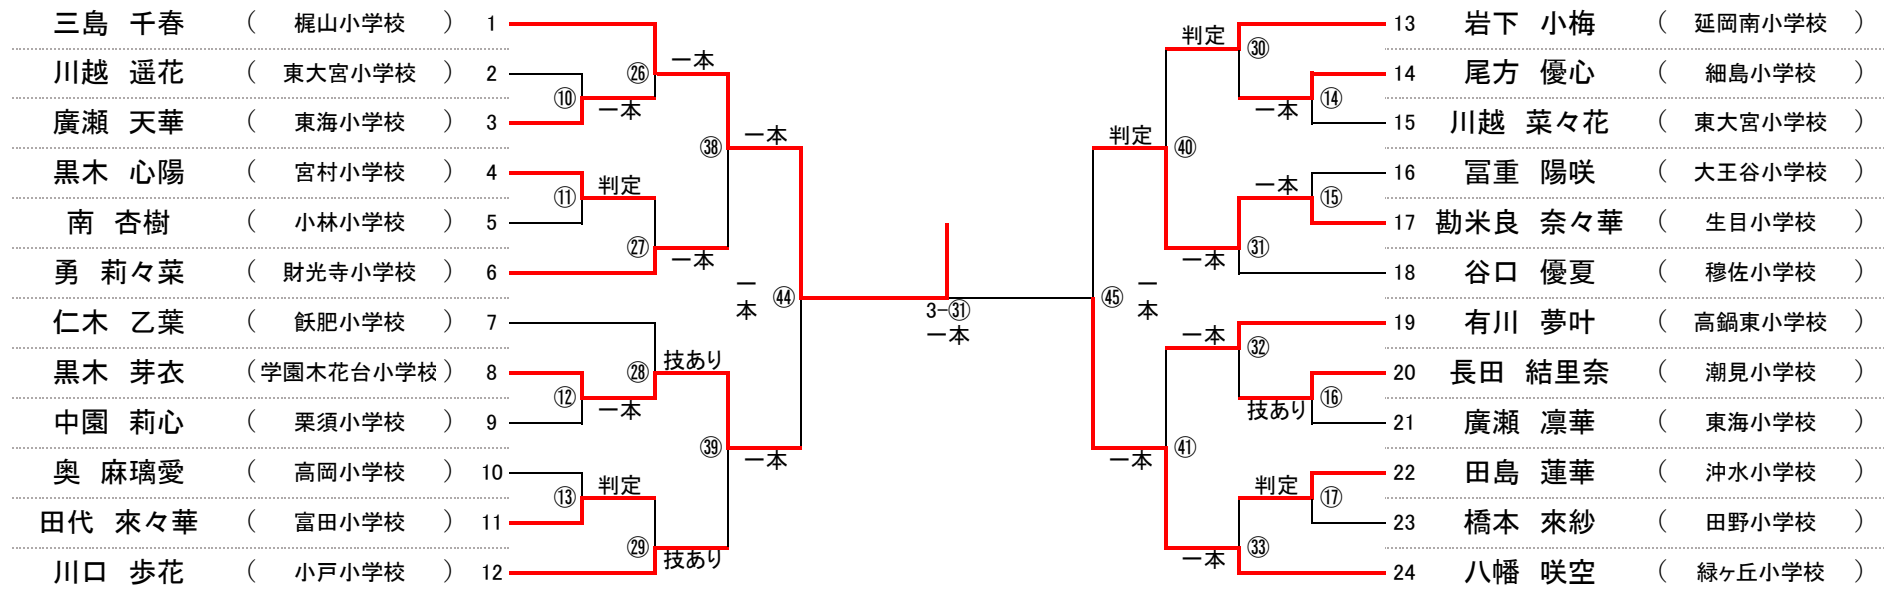 三島 千春 ( 梶山小学校 ) 1
川越 遥花 ( 東大宮小学校 ) 2
廣瀬 天華 ( 東海小学校 ) 3
黒木 心陽 ( 宮村小学校 ) 4
南 杏樹 ( 小林小学校 ) 5
勇 莉々菜 ( 財光寺小学校 ) 6
仁木 乙葉 ( 飫肥小学校 ) 7
黒木 芽衣 (学園木花台小学校) 8
中園 莉心 ( 栗須小学校 ) 9
奥 麻璃愛 ( 高岡小学校 ) 10
田代 來々華 ( 富田小学校 ) 11
川口 歩花 ( 小戸小学校 ) 12
⑩ 一本
⑪ 判定
⑫ 一本
⑬ 判定
㉖ 一本
㉗ 一本
㉘ 技あり
㉙ 技あり
㊳ 一本
㊴ 一本
㊹ 一本
3-㉛
一本
㊺ 一本
判定 ㊵
一本 ㊶
判定 ㉚
一本 ㉛
一本 ㉜
一本 ㉝
一本 ⑭
一本 ⑮
技あり ⑯
判定 ⑰
13 岩下 小梅 ( 延岡南小学校 )
14 尾方 優心 ( 細島小学校 )
15 川越 菜々花 ( 東大宮小学校 )
16 冨重 陽咲 ( 大王谷小学校 )
17 勘米良 奈々華 ( 生目小学校 )
18 谷口 優夏 ( 穆佐小学校 )
19 有川 夢叶 ( 高鍋東小学校 )
20 長田 結里奈 ( 潮見小学校 )
21 廣瀬 凛華 ( 東海小学校 )
22 田島 蓮華 ( 沖水小学校 )
23 橋本 來紗 ( 田野小学校 )
24 八幡 咲空 ( 緑ヶ丘小学校 )